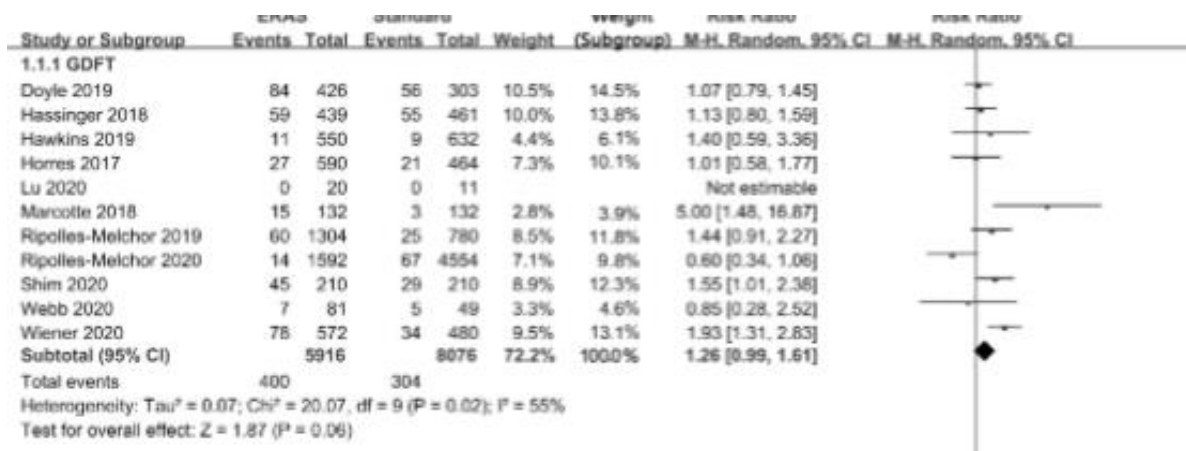 ERAS Standard Weight Risk Ratio Risk Ratio
Study or Subgroup Events Total Events Total Weight (Subgroup) M-H, Random, 95% CI M-H, Random, 95% CI
1.1.1 GDFT
Doyle 2019 84 426 56 303 10.5% 14.5% 1.07 [0.79, 1.45]
Hassinger 2018 59 439 55 461 10.0% 13.8% 1.13 [0.80, 1.59]
Hawkins 2019 11 550 9 632 4.4% 6.1% 1.40 [0.59, 3.36]
Horres 2017 27 590 21 464 7.3% 10.1% 1.01 [0.58, 1.77]
Lu 2020 0 20 0 11 Not estimable
Marcotte 2018 15 132 3 132 2.8% 3.9% 5.00 [1.48, 16.87]
Ripolles-Melchor 2019 60 1304 25 780 8.5% 11.8% 1.44 [0.91, 2.27]
Ripolles-Melchor 2020 14 1592 67 4554 7.1% 9.8% 0.60 [0.34, 1.06]
Shim 2020 45 210 29 210 8.9% 12.3% 1.55 [1.01, 2.38]
Webb 2020 7 81 5 49 3.3% 4.6% 0.85 [0.28, 2.52]
Wiener 2020 78 572 34 480 9.5% 13.1% 1.93 [1.31, 2.83]
Subtotal (95% CI) 5916 8076 72.2% 100.0% 1.26 [0.99, 1.61]
Total events 400 304
Heterogeneity: Tau² = 0.07; Chi² = 20.07, df = 9 (P = 0.02); I² = 55%
Test for overall effect: Z = 1.87 (P = 0.06)